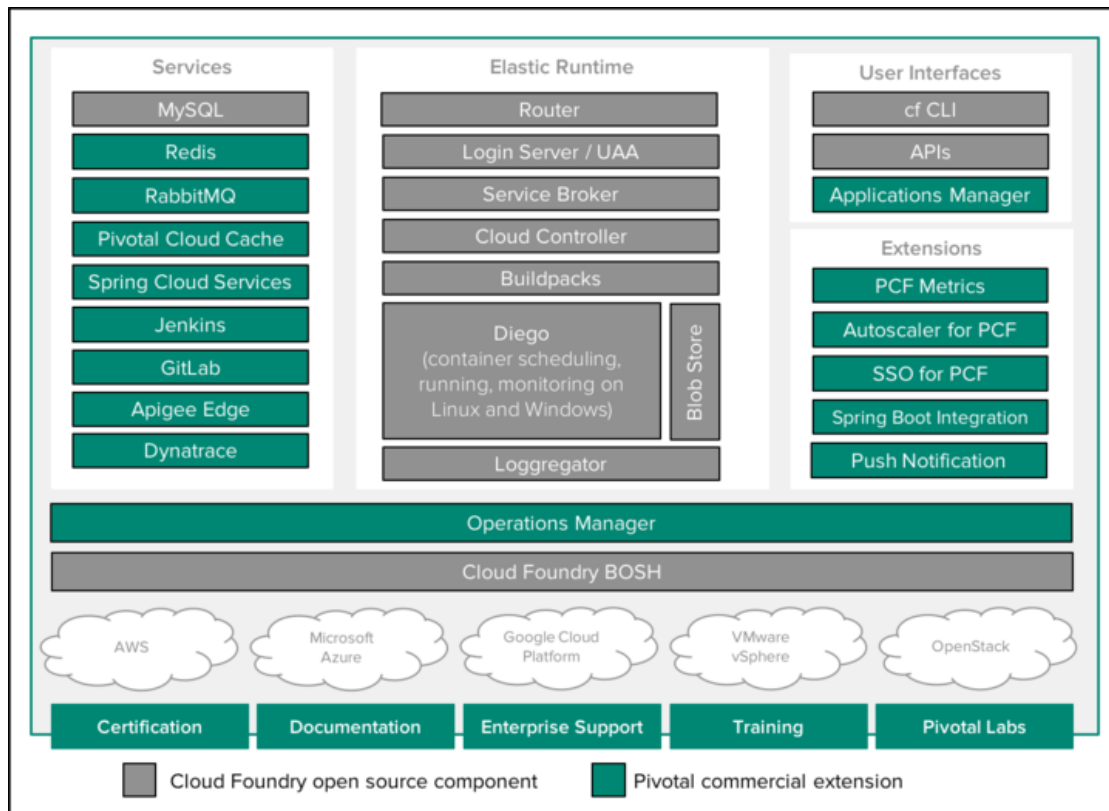 Services
MySQL
Redis
RabbitMQ
Pivotal Cloud Cache
Spring Cloud Services
Jenkins
GitLab
Apigee Edge
Dynatrace
Elastic Runtime
Router
Login Server / UAA
Service Broker
Cloud Controller
Buildpacks
Diego
(container scheduling,
running, monitoring on
Linux and Windows)
Blob Store
Loggregator
User Interfaces
cf CLI
APIs
Applications Manager
Extensions
PCF Metrics
Autoscaler for PCF
SSO for PCF
Spring Boot Integration
Push Notification
Operations Manager
Cloud Foundry BOSH
AWS
Microsoft
Azure
Google Cloud
Platform
VMware
vSphere
OpenStack
Certification
Documentation
Enterprise Support
Training
Pivotal Labs
Cloud Foundry open source component
Pivotal commercial extension